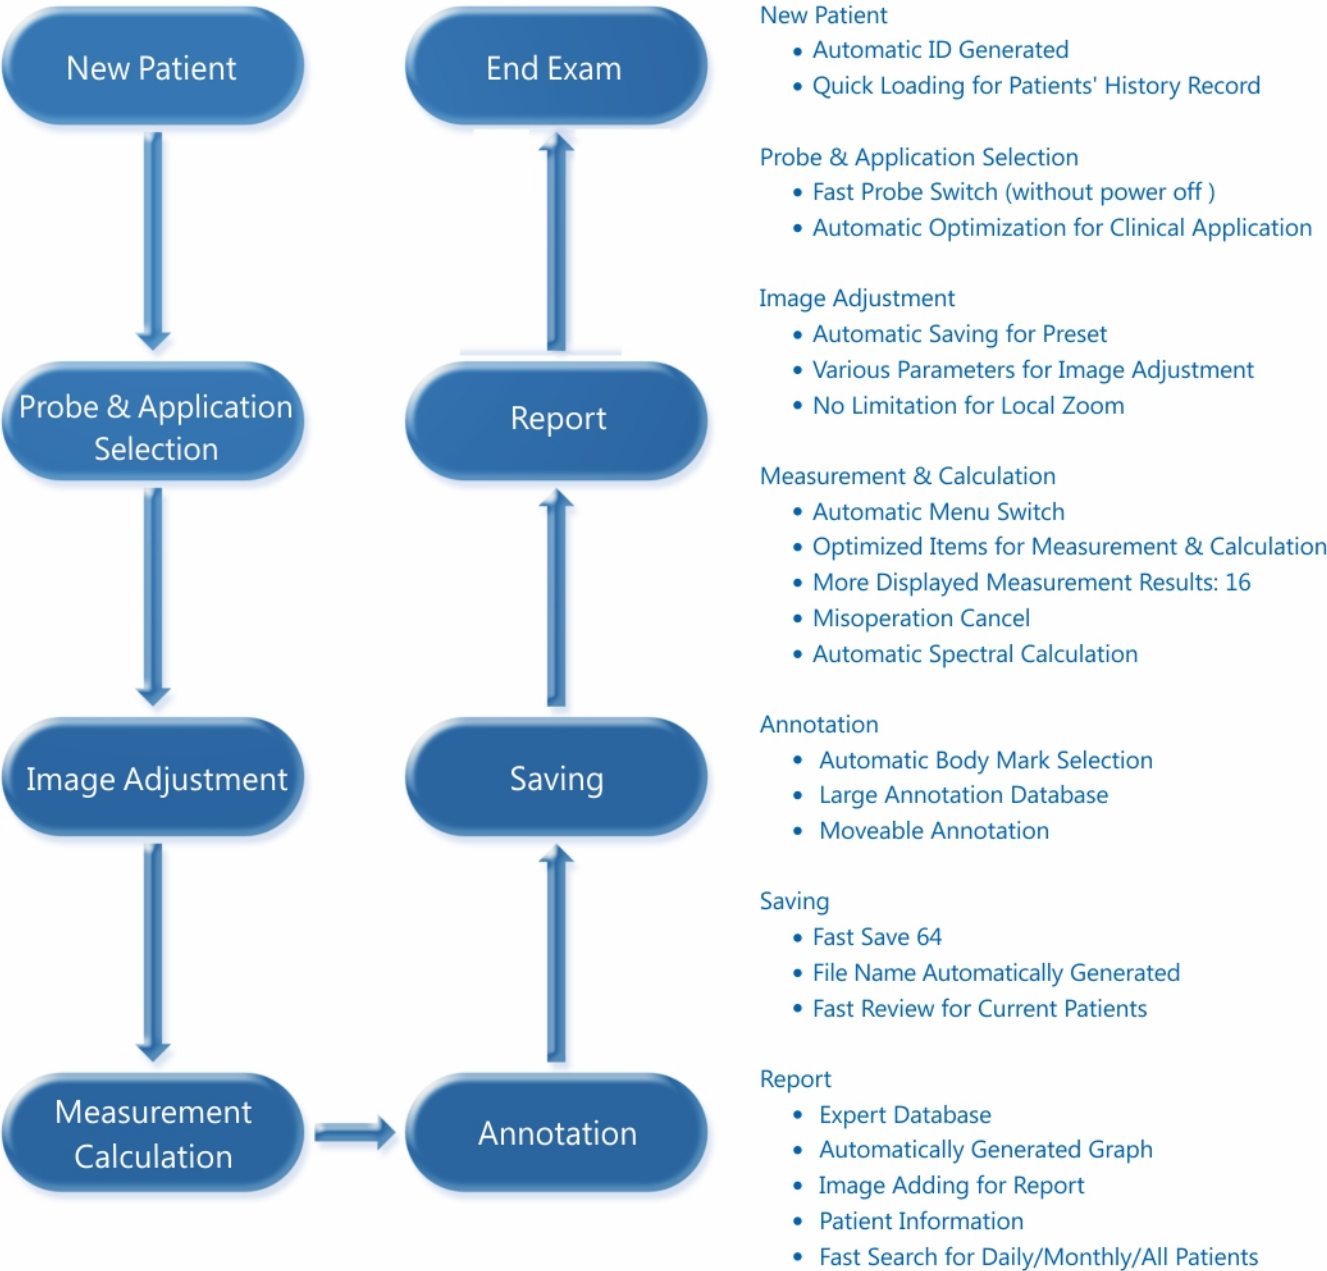 New Patient
Probe & Application
Selection
Image Adjustment
Measurement
Calculation
Annotation
Saving
Report
End Exam
New Patient
• Automatic ID Generated
• Quick Loading for Patients' History Record
Probe & Application Selection
• Fast Probe Switch (without power off )
• Automatic Optimization for Clinical Application
Image Adjustment
• Automatic Saving for Preset
• Various Parameters for Image Adjustment
• No Limitation for Local Zoom
Measurement & Calculation
• Automatic Menu Switch
• Optimized Items for Measurement & Calculation
• More Displayed Measurement Results: 16
• Misoperation Cancel
• Automatic Spectral Calculation
Annotation
• Automatic Body Mark Selection
• Large Annotation Database
• Moveable Annotation
Saving
• Fast Save 64
• File Name Automatically Generated
• Fast Review for Current Patients
Report
• Expert Database
• Automatically Generated Graph
• Image Adding for Report
• Patient Information
• Fast Search for Daily/Monthly/All Patients